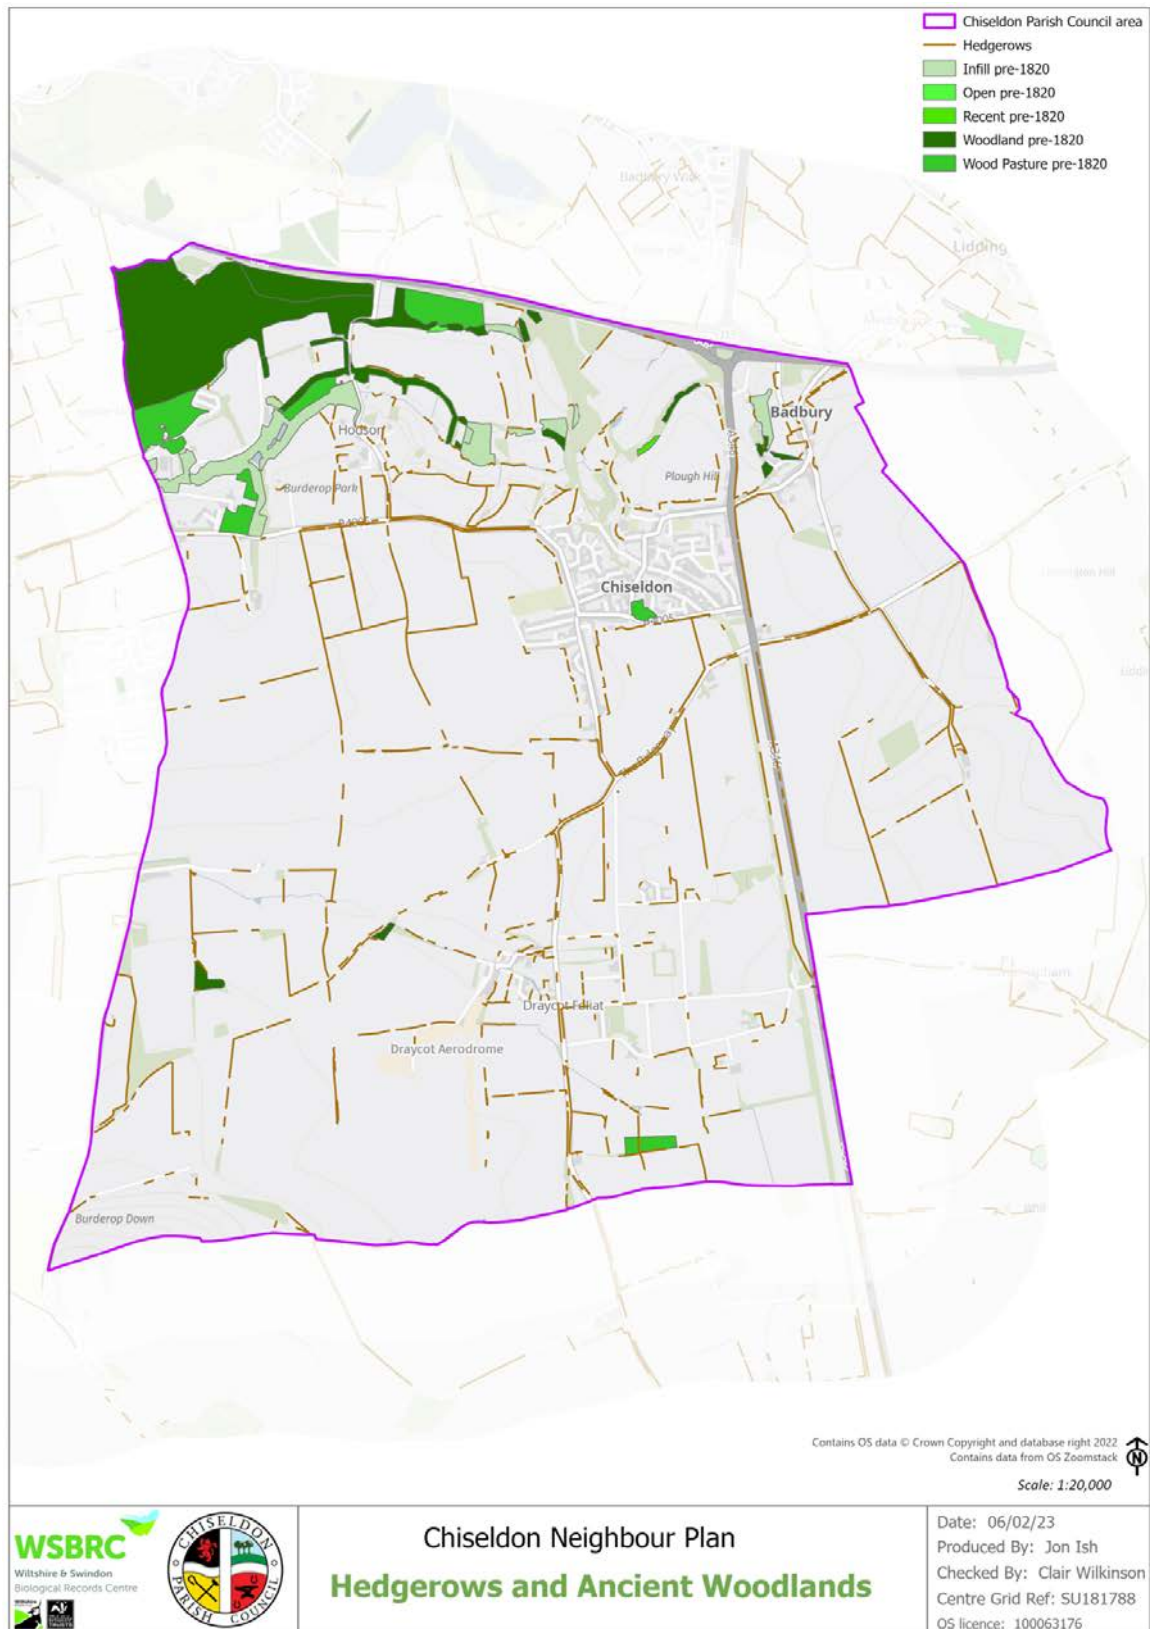 Chiseldon Parish Council area
Hedgerows
Infill pre-1820
Open pre-1820
Recent pre-1820
Woodland pre-1820
Wood Pasture pre-1820
Badbury Wick
Lidding
Badbury
Hodson
Plough Hill
Burderop Park
Chiseldon
Draycot Foliat
Draycot Aerodrome
Burderop Down
Contains OS data © Crown Copyright and database right 2022
Contains data from OS Zoomstack
N
Scale: 1:20,000
WSBRC
Wiltshire & Swindon
Biological Records Centre
CHISELDON
PARISH COUNCIL
Chiseldon Neighbour Plan
Hedgerows and Ancient Woodlands
Date: 06/02/23
Produced By: Jon Ish
Checked By: Clair Wilkinson
Centre Grid Ref: SU181788
OS licence: 100063176